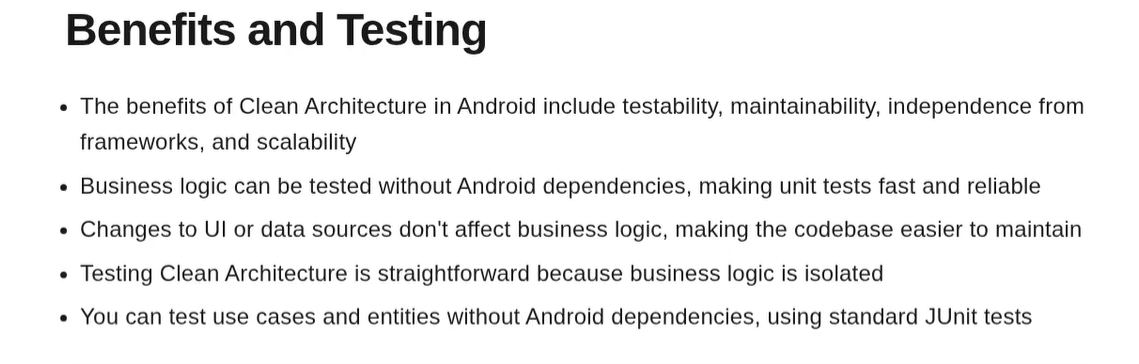 Benefits and Testing
• The benefits of Clean Architecture in Android include testability, maintainability, independence from
frameworks, and scalability
• Business logic can be tested without Android dependencies, making unit tests fast and reliable
• Changes to UI or data sources don't affect business logic, making the codebase easier to maintain
• Testing Clean Architecture is straightforward because business logic is isolated
• You can test use cases and entities without Android dependencies, using standard JUnit tests